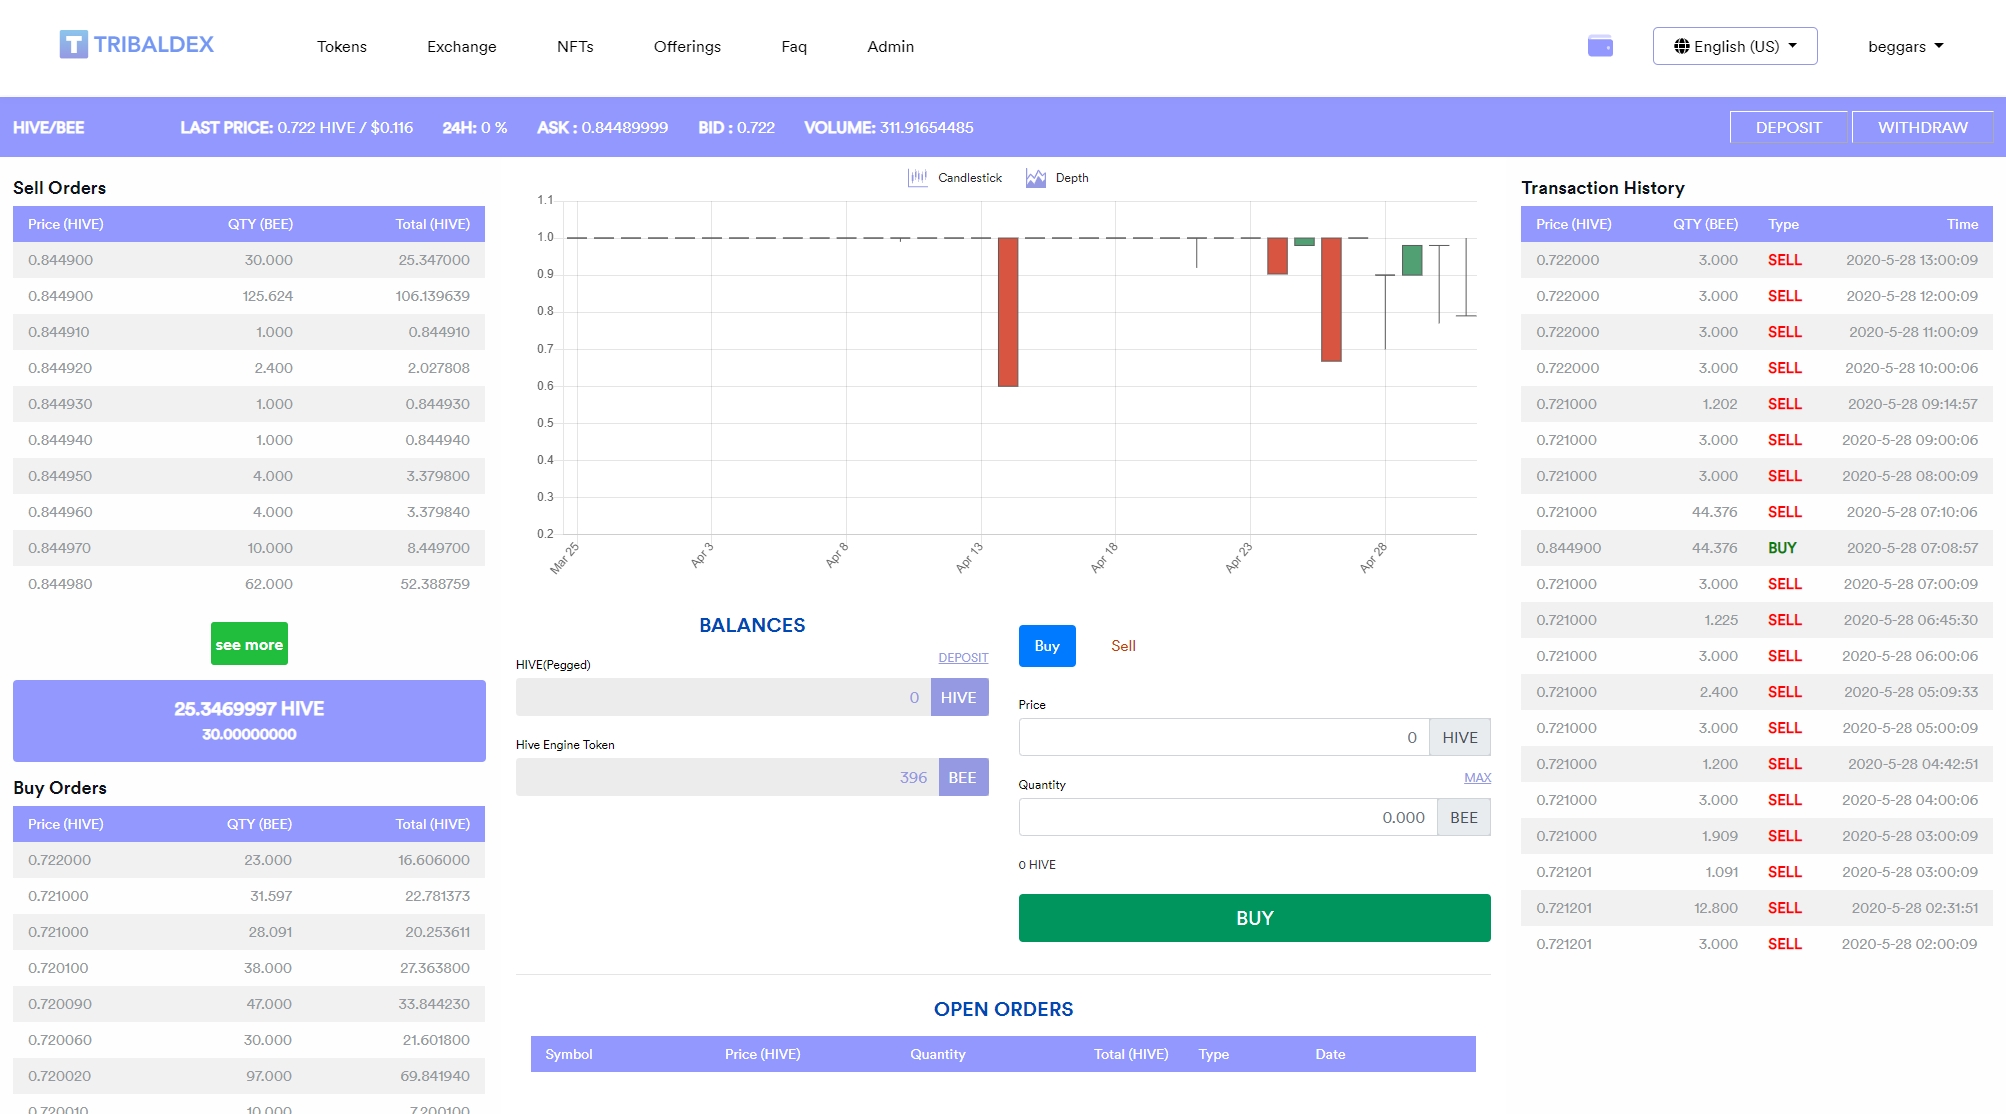 TRIBALDEX Tokens Exchange NFTs Offerings Faq Admin English (US) beggars
HIVE/BEE LAST PRICE: 0.722 HIVE / $0.116 24H: 0 % ASK : 0.84489999 BID : 0.722 VOLUME: 311.91654485 DEPOSIT WITHDRAW
Sell Orders
Price (HIVE) QTY (BEE) Total (HIVE)
0.844900 30.000 25.347000
0.844900 125.624 106.139639
0.844910 1.000 0.844910
0.844920 2.400 2.027808
0.844930 1.000 0.844930
0.844940 1.000 0.844940
0.844950 4.000 3.379800
0.844960 4.000 3.379840
0.844970 10.000 8.449700
0.844980 62.000 52.388759
see more
25.3469997 HIVE
30.00000000
Buy Orders
Price (HIVE) QTY (BEE) Total (HIVE)
0.722000 23.000 16.606000
0.721000 31.597 22.781373
0.721000 28.091 20.253611
0.720100 38.000 27.363800
0.720090 47.000 33.844230
0.720060 30.000 21.601800
0.720020 97.000 69.841940
0.720010 10.000 7.200100
Candlestick Depth
1.1
1.0
0.9
0.8
0.7
0.6
0.5
0.4
0.3
0.2
Mar 25 Apr 3 Apr 8 Apr 13 Apr 18 Apr 23 Apr 28
BALANCES
DEPOSIT
HIVE(Pegged)
0 HIVE
Hive Engine Token
396 BEE
Buy Sell
Price
0 HIVE
MAX
Quantity
0.000 BEE
0 HIVE
BUY
OPEN ORDERS
Symbol Price (HIVE) Quantity Total (HIVE) Type Date
Transaction History
Price (HIVE) QTY (BEE) Type Time
0.722000 3.000 SELL 2020-5-28 13:00:09
0.722000 3.000 SELL 2020-5-28 12:00:09
0.722000 3.000 SELL 2020-5-28 11:00:09
0.722000 3.000 SELL 2020-5-28 10:00:06
0.721000 1.202 SELL 2020-5-28 09:14:57
0.721000 3.000 SELL 2020-5-28 09:00:06
0.721000 3.000 SELL 2020-5-28 08:00:09
0.721000 44.376 SELL 2020-5-28 07:10:06
0.844900 44.376 BUY 2020-5-28 07:08:57
0.721000 3.000 SELL 2020-5-28 07:00:09
0.721000 1.225 SELL 2020-5-28 06:45:30
0.721000 3.000 SELL 2020-5-28 06:00:06
0.721000 2.400 SELL 2020-5-28 05:09:33
0.721000 3.000 SELL 2020-5-28 05:00:09
0.721000 1.200 SELL 2020-5-28 04:42:51
0.721000 3.000 SELL 2020-5-28 04:00:06
0.721000 1.909 SELL 2020-5-28 03:00:09
0.721201 1.091 SELL 2020-5-28 03:00:09
0.721201 12.800 SELL 2020-5-28 02:31:51
0.721201 3.000 SELL 2020-5-28 02:00:09